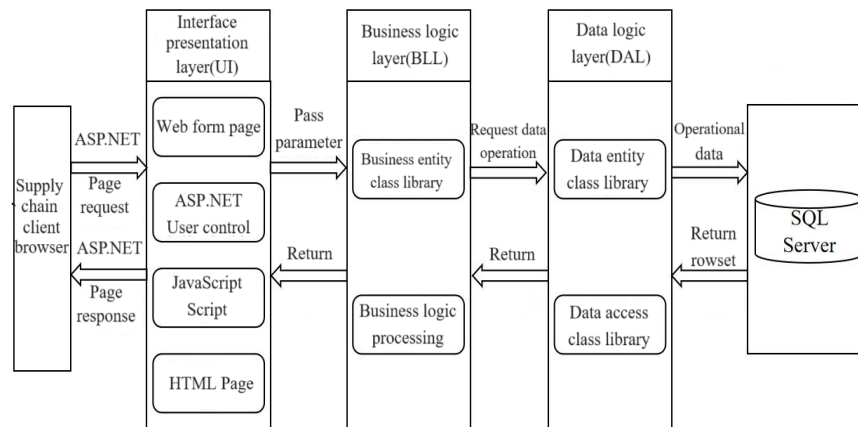 Interface
presentation
layer(UI)
Business logic
layer(BLL)
Data logic
layer(DAL)
Supply
chain
client
browser
ASP.NET
Page
request
ASP.NET
Page
response
Web form page
ASP.NET
User control
JavaScript
Script
HTML Page
Pass
parameter
Return
Business entity
class library
Business logic
processing
Request data
operation
Return
Data entity
class library
Data access
class library
Operational
data
Return
rowset
SQL
Server